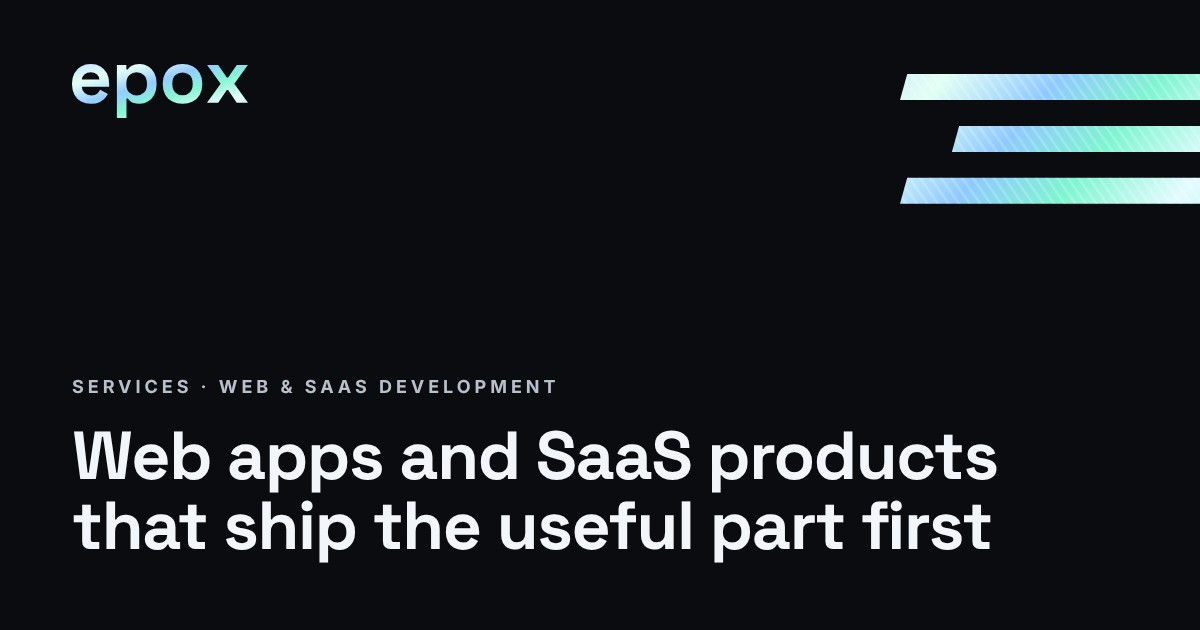 epox
SERVICES · WEB & SAAS DEVELOPMENT
Web apps and SaaS products
that ship the useful part first